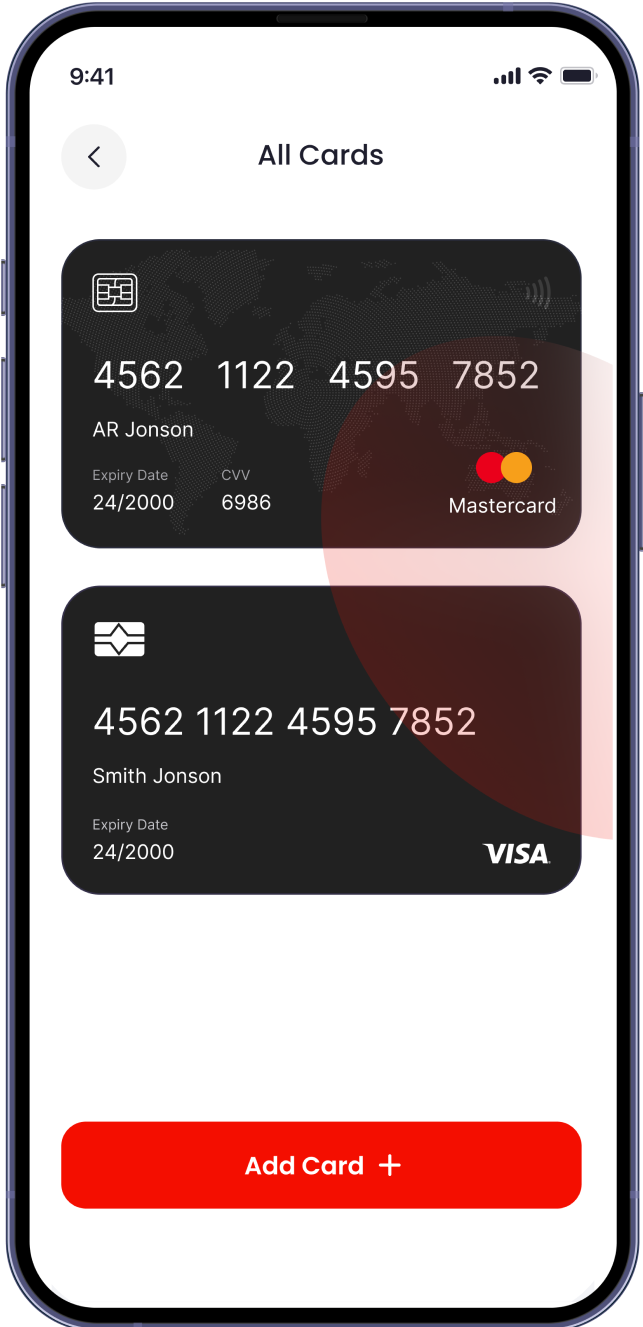 9:41
All Cards
4562 1122 4595 7852
AR Jonson
Expiry Date CVV
24/2000 6986
Mastercard
4562 1122 4595 7852
Smith Jonson
Expiry Date
24/2000
VISA
Add Card +